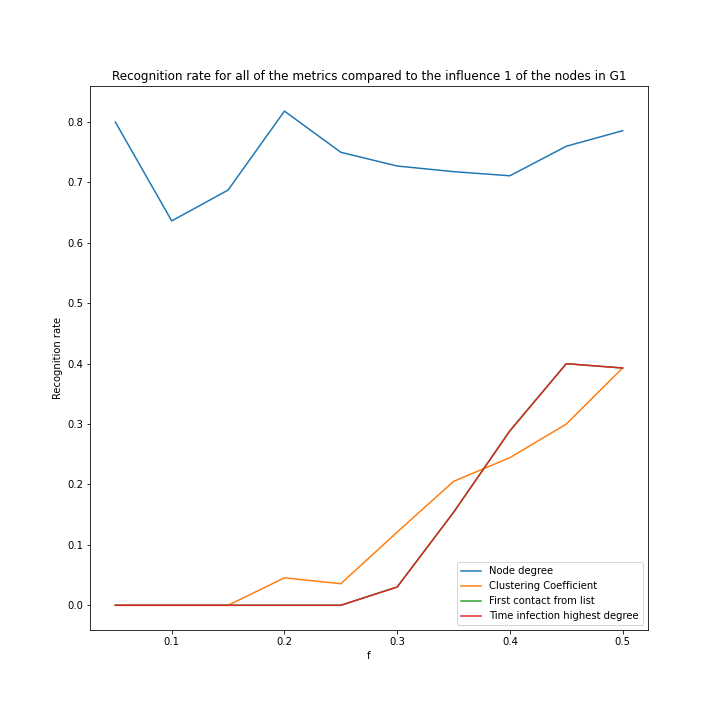 Recognition rate for all of the metrics compared to the influence 1 of the nodes in G1
0.8
0.7
0.6
0.5
0.4
0.3
0.2
0.1
0.0
Recognition rate
0.1 0.2 0.3 0.4 0.5
f
Node degree
Clustering Coefficient
First contact from list
Time infection highest degree